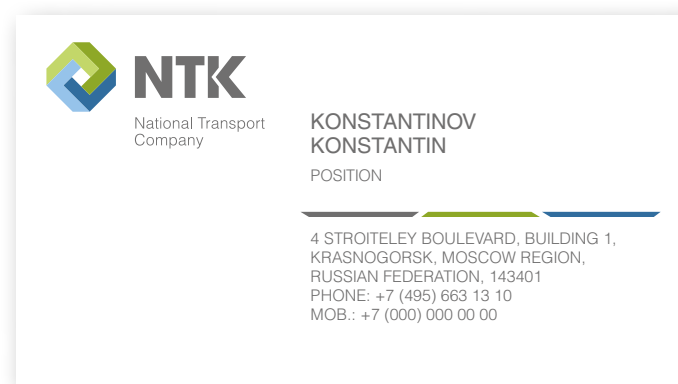 NTK
National Transport
Company
KONSTANTINOV
KONSTANTIN
POSITION
4 STROITELEY BOULEVARD, BUILDING 1,
KRASNOGORSK, MOSCOW REGION,
RUSSIAN FEDERATION, 143401
PHONE: +7 (495) 663 13 10
MOB.: +7 (000) 000 00 00